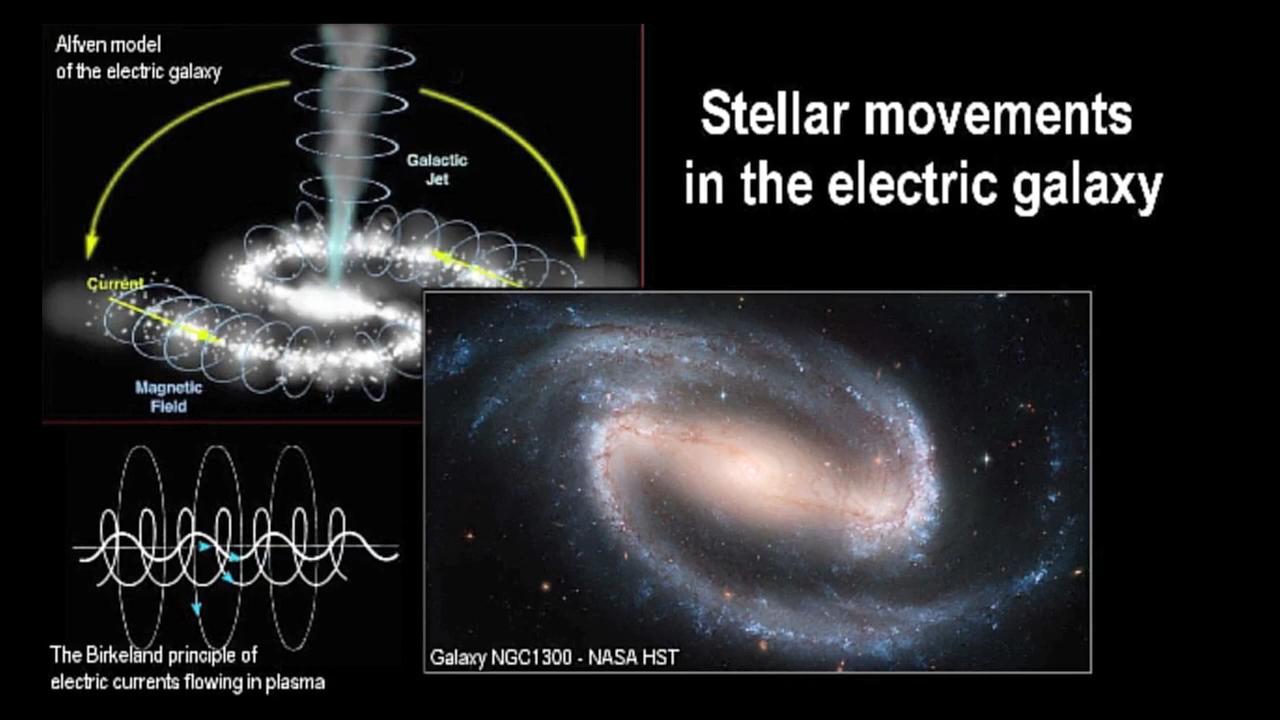 Alfven model
of the electric galaxy
Galactic
Jet
Current
Magnetic
Field
Stellar movements
in the electric galaxy
Galaxy NGC1300 - NASA HST
The Birkeland principle of
electric currents flowing in plasma